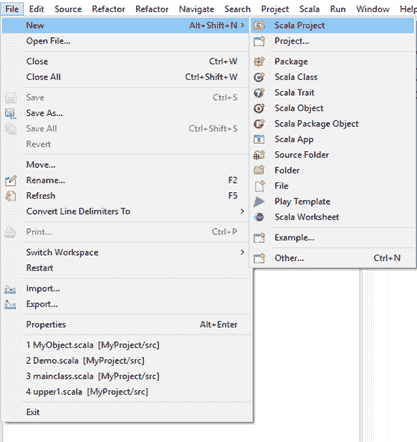 File Edit Source Refactor Refactor Navigate Search Project Scala Run Window Help
New Alt+Shift+N >
Open File...
Close Ctrl+W
Close All Ctrl+Shift+W
Save Ctrl+S
Save As...
Save All Ctrl+Shift+S
Revert
Move...
Rename... F2
Refresh F5
Convert Line Delimiters To >
Print... Ctrl+P
Switch Workspace >
Restart
Import...
Export...
Properties Alt+Enter
1 MyObject.scala [MyProject/src]
2 Demo.scala [MyProject/src]
3 mainclass.scala [MyProject/src]
4 upper1.scala [MyProject/src]
Exit
Scala Project
Project...
Package
Scala Class
Scala Trait
Scala Object
Scala Package Object
Scala App
Source Folder
Folder
File
Play Template
Scala Worksheet
Example...
Other... Ctrl+N